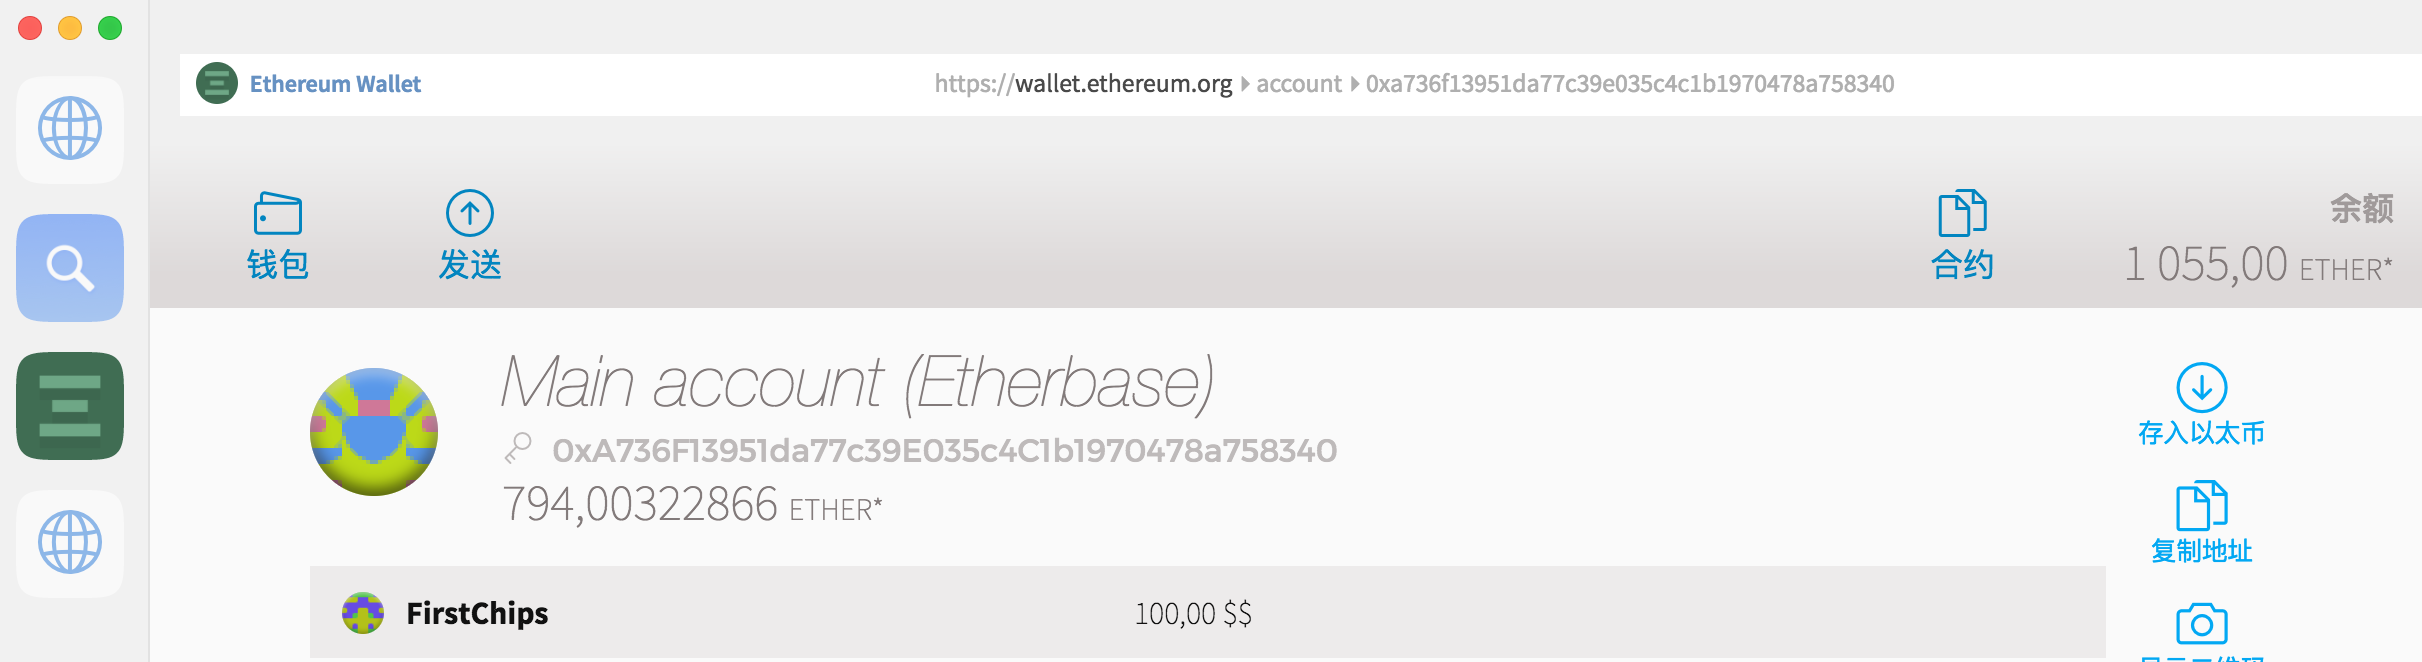 Ethereum Wallet
https://wallet.ethereum.org account 0xa736f13951da77c39e035c4c1b1970478a758340
钱包
发送
合约
余额
1 055,00 ETHER*
Main account (Etherbase)
0xA736F13951da77c39E035c4C1b1970478a758340
794,00322866 ETHER*
存入以太币
复制地址
FirstChips 100,00 $$